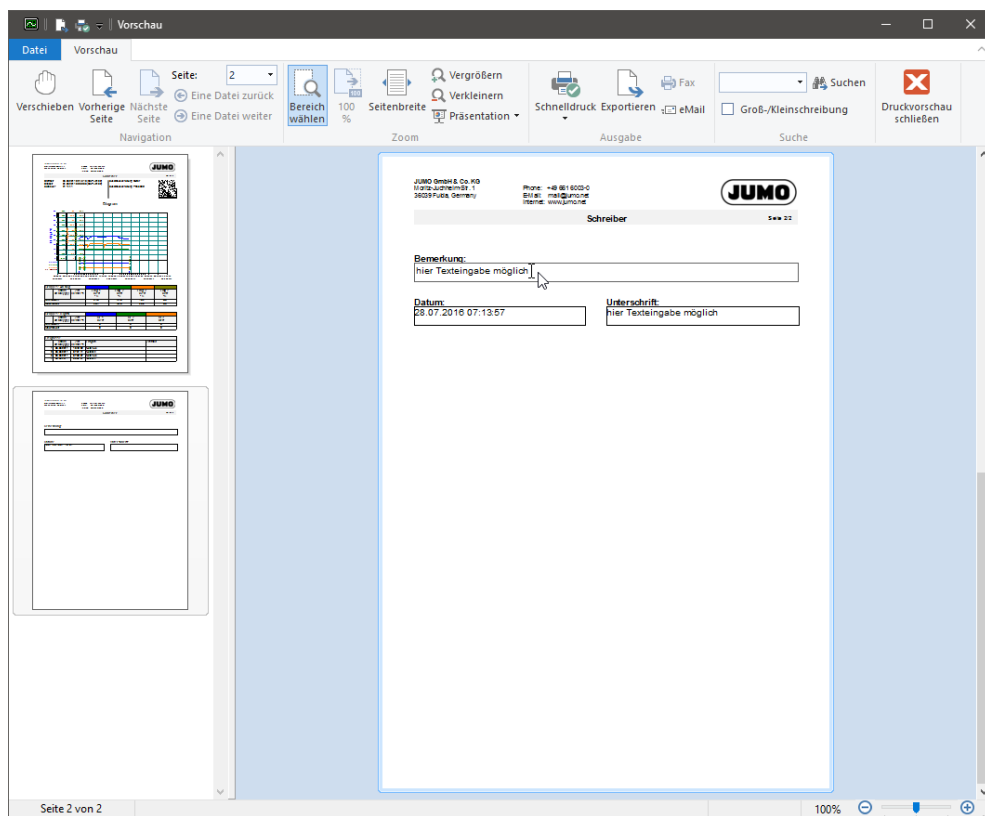 Vorschau
Datei Vorschau
Verschieben
Vorherige Seite
Nächste Seite
Seite: 2
Eine Datei zurück
Eine Datei weiter
Navigation
Bereich wählen
100 %
Seitenbreite
Vergrößern
Verkleinern
Präsentation
Zoom
Schnelldruck
Exportieren
Fax
eMail
Ausgabe
Suchen
Groß-/Kleinschreibung
Suche
Druckvorschau schließen
JUMO
JUMO
JUMO GmbH & Co. KG
Moritz-Juchheim-Str. 1
36039 Fulda, Germany
Phone: +49 661 6003-0
E-Mail: mail@jumo.net
Internet: www.jumo.net
JUMO
Schreiber
Seite 2/2
Bemerkung:
hier Texteingabe möglich
Datum:
28.07.2016 07:13:57
Unterschrift:
hier Texteingabe möglich
Seite 2 von 2
100%